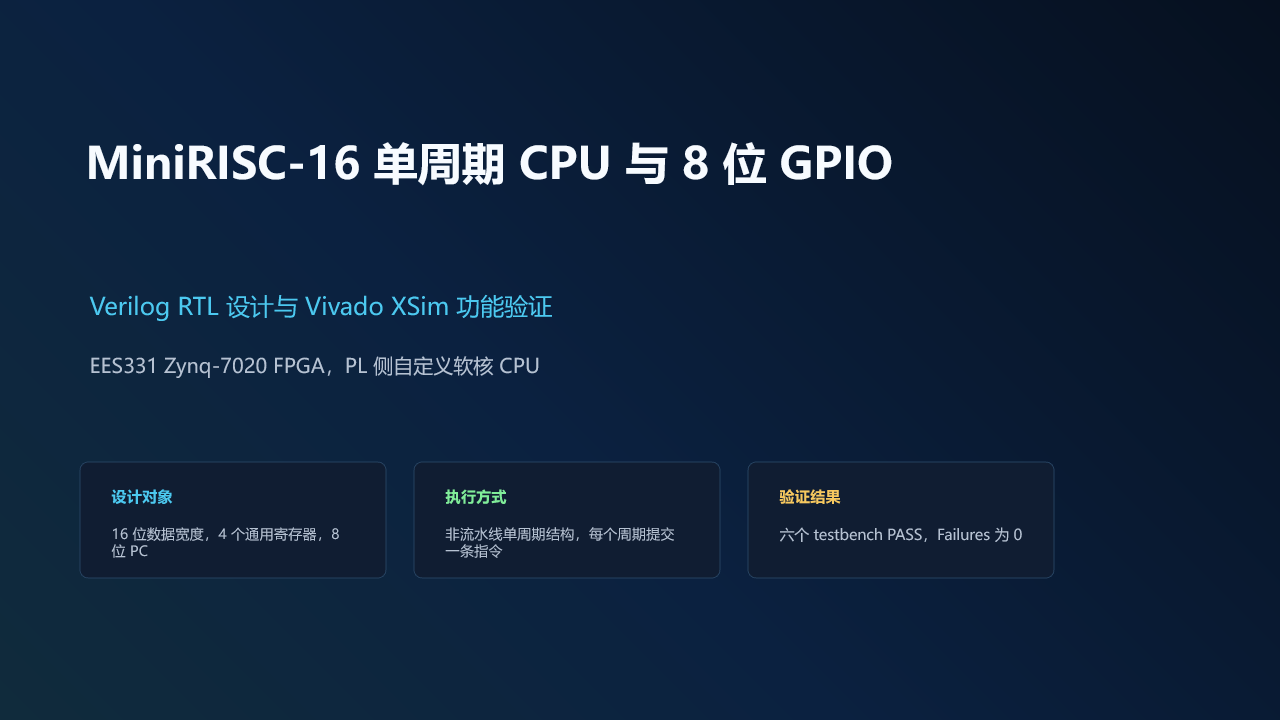 MiniRISC-16 单周期 CPU 与 8 位 GPIO
Verilog RTL 设计与 Vivado XSim 功能验证
EES331 Zynq-7020 FPGA，PL 侧自定义软核 CPU
设计对象
16 位数据宽度，4 个通用寄存器，8
位 PC
执行方式
非流水线单周期结构，每个周期提交
一条指令
验证结果
六个 testbench PASS，Failures 为 0